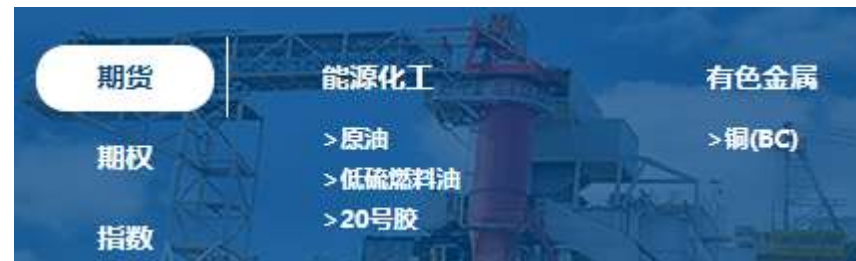 期货
期权
指数
能源化工
>原油
>低硫燃料油
>20号胶
有色金属
>铜(BC)